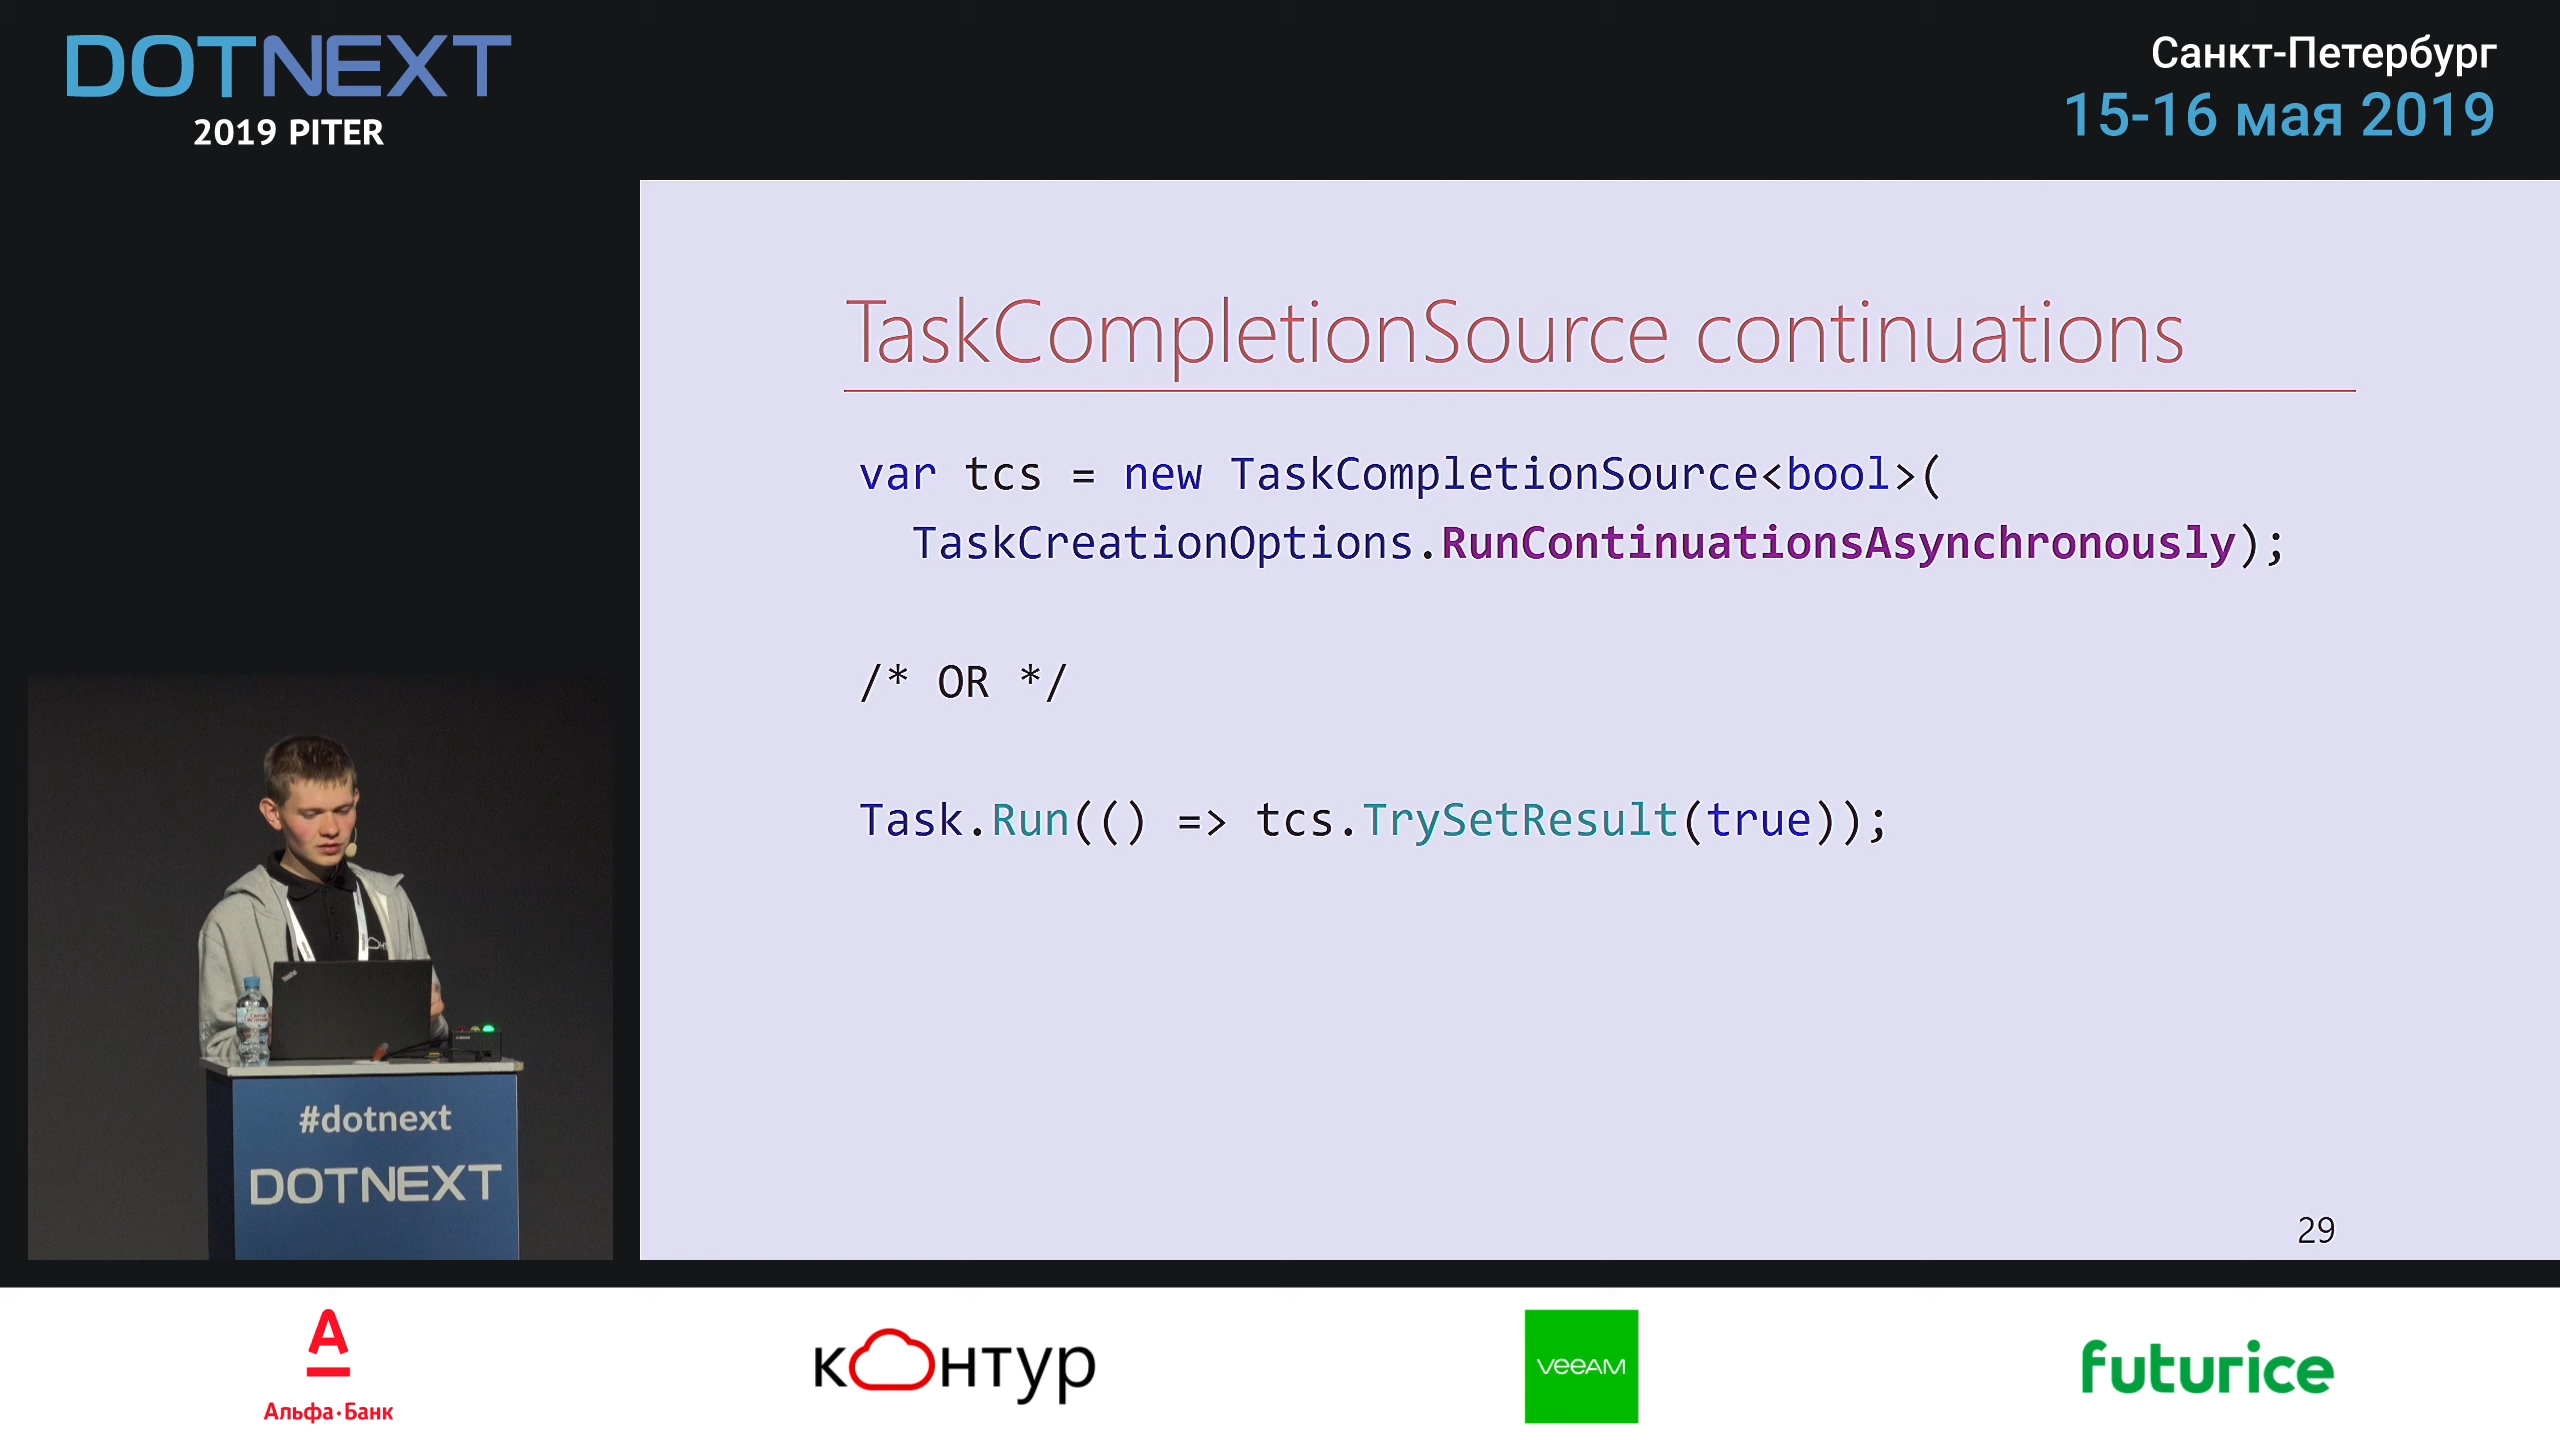 DOTNEXT
2019 PITER
Санкт-Петербург
15-16 мая 2019
TaskCompletionSource continuations
var tcs = new TaskCompletionSource<bool>(
TaskCreationOptions.RunContinuationsAsynchronously);
/* OR */
Task.Run(() => tcs.TrySetResult(true));
29
ThinkPad
#dotnext
DOTNEXT
Альфа·Банк
контур
veeAM
futurice